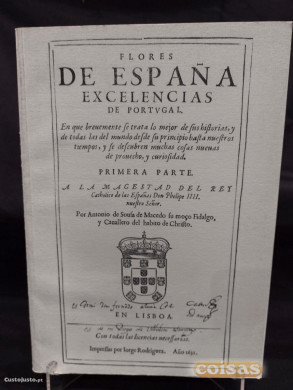 FLORES
DE ESPAÑA
EXCELENCIAS
DE PORTVGAL.
En que brevemente se trata lo mejor de sus historias, y
de todas las del mundo desde su principio hasta nuestros
tiempos, y se descubren muchas cosas nuevas
de provecho, y curiosidad.
PRIMERA PARTE.
A LA MAGESTAD DEL REY
Catholico de las Españas Don Phelipe IIII.
nuestro señor.
Por Antonio de Sousa de Macedo su moço Fidalgo,
y Cavallero del habito de Christo.
EN LISBOA.
Con todas las licencias necessarias.
Impresso por Jorge Rodriguez. Año 1631.
CustoJusto.pt
coisas